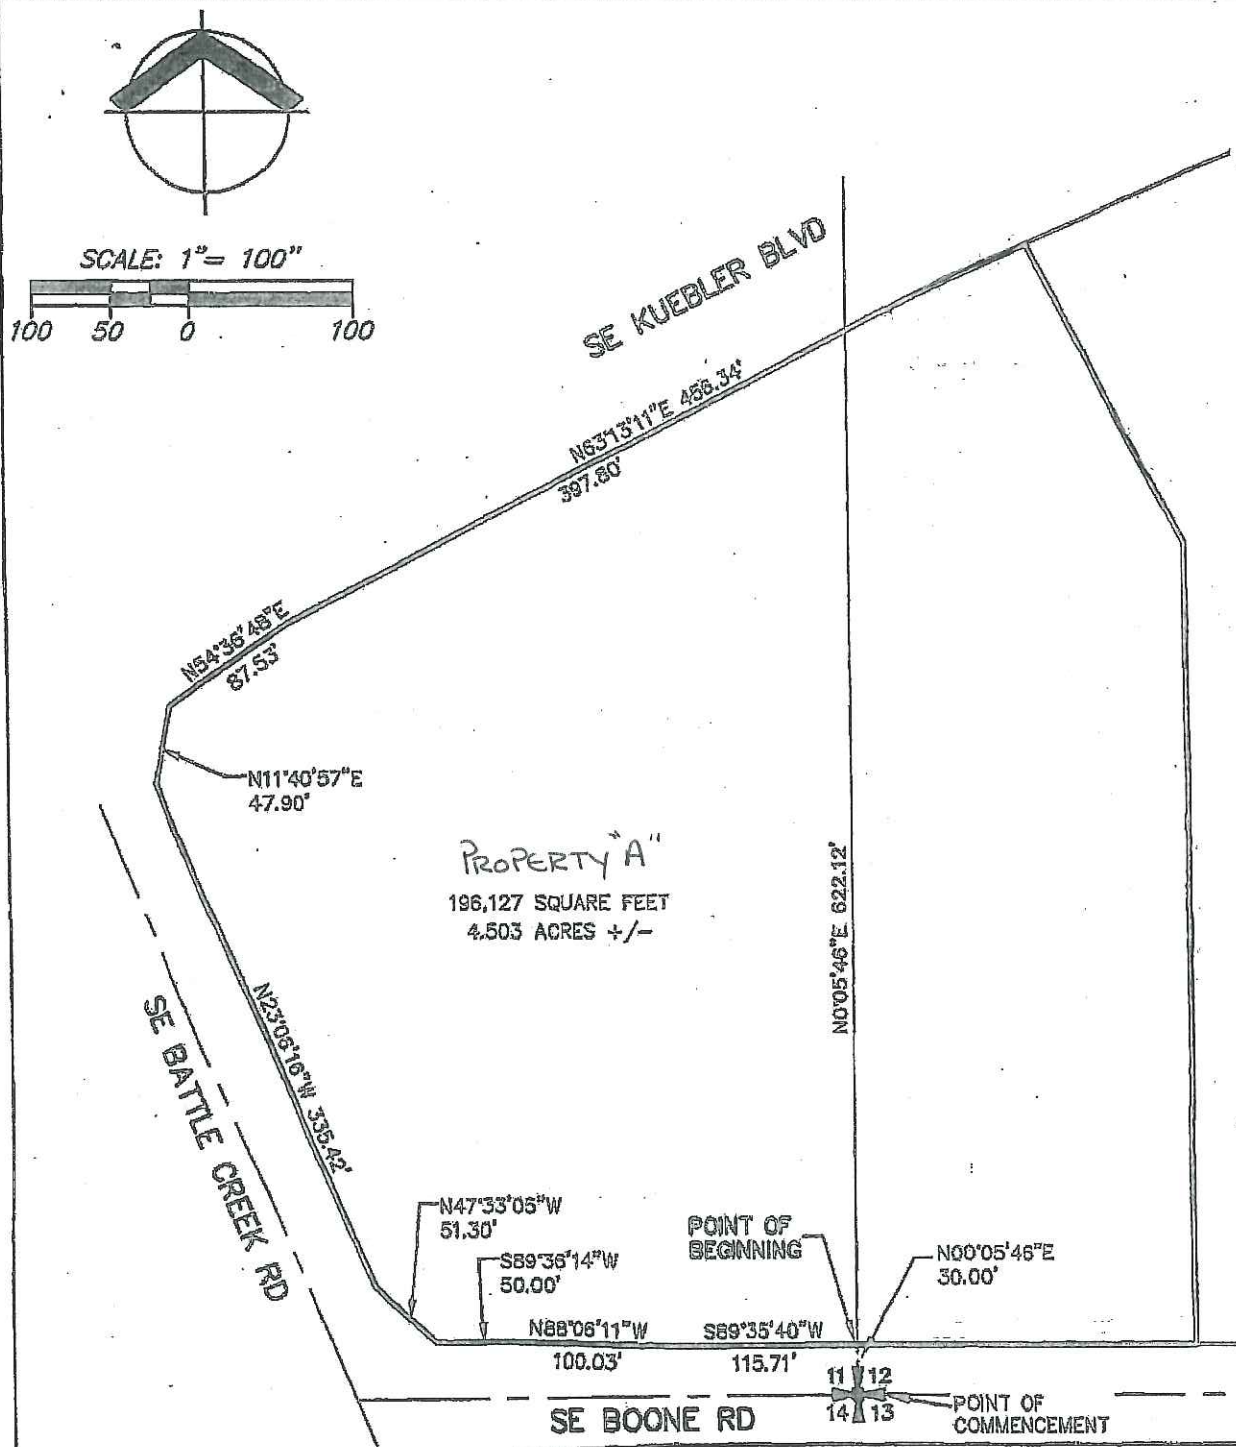 SCALE: 1"= 100"
100 50 0 100
SE KUEBLER BLVD
N63°13'11"E 456.34'
397.80'
N54°36'48"E
87.53'
N11°40'57"E
47.90'
PROPERTY "A"
196,127 SQUARE FEET
4.503 ACRES +/-
N0°05'46"E 622.12'
SE BATTLE CREEK RD
N23°06'16"W 335.42'
N47°33'05"W
51.30'
S89°36'14"W
50.00'
N88°06'11"W
100.03'
S89°35'40"W
115.71'
POINT OF
BEGINNING
N00°05'46"E
30.00'
11 12
14 13
POINT OF
COMMENCEMENT
SE BOONE RD